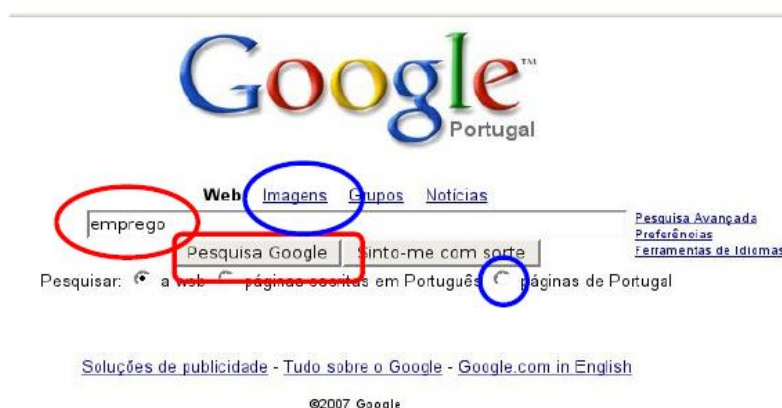 Google™
Portugal
Web Imagens Grupos Notícias
emprego
Pesquisa Avançada
Preferências
Ferramentas de Idiomas
Pesquisa Google Sinto-me com sorte
Pesquisar: a web páginas escritas em Português páginas de Portugal
Soluções de publicidade - Tudo sobre o Google - Google.com in English
©2007 Google